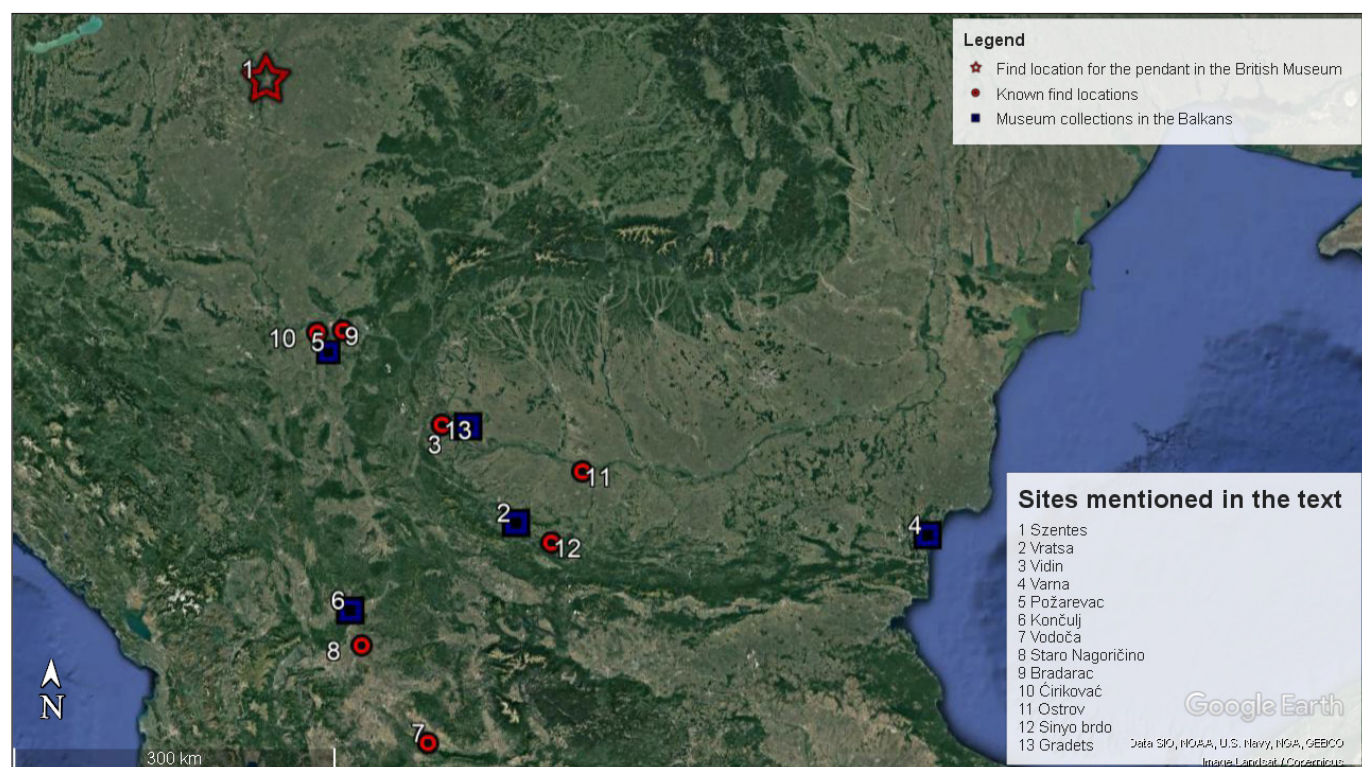 1
Legend
Find location for the pendant in the British Museum
Known find locations
Museum collections in the Balkans
10
5
9
3
13
11
2
12
4
6
8
7
N
300 km
Sites mentioned in the text
1 Szentes
2 Vratsa
3 Vidin
4 Varna
5 Požarevac
6 Končulj
7 Vodoča
8 Staro Nagoričino
9 Bradarac
10 Ćirikovać
11 Ostrov
12 Sinyo brdo
13 Gradets
Google Earth
Data SIO, NOAA, U.S. Navy, NGA, GEBCO
Image Landsat / Copernicus